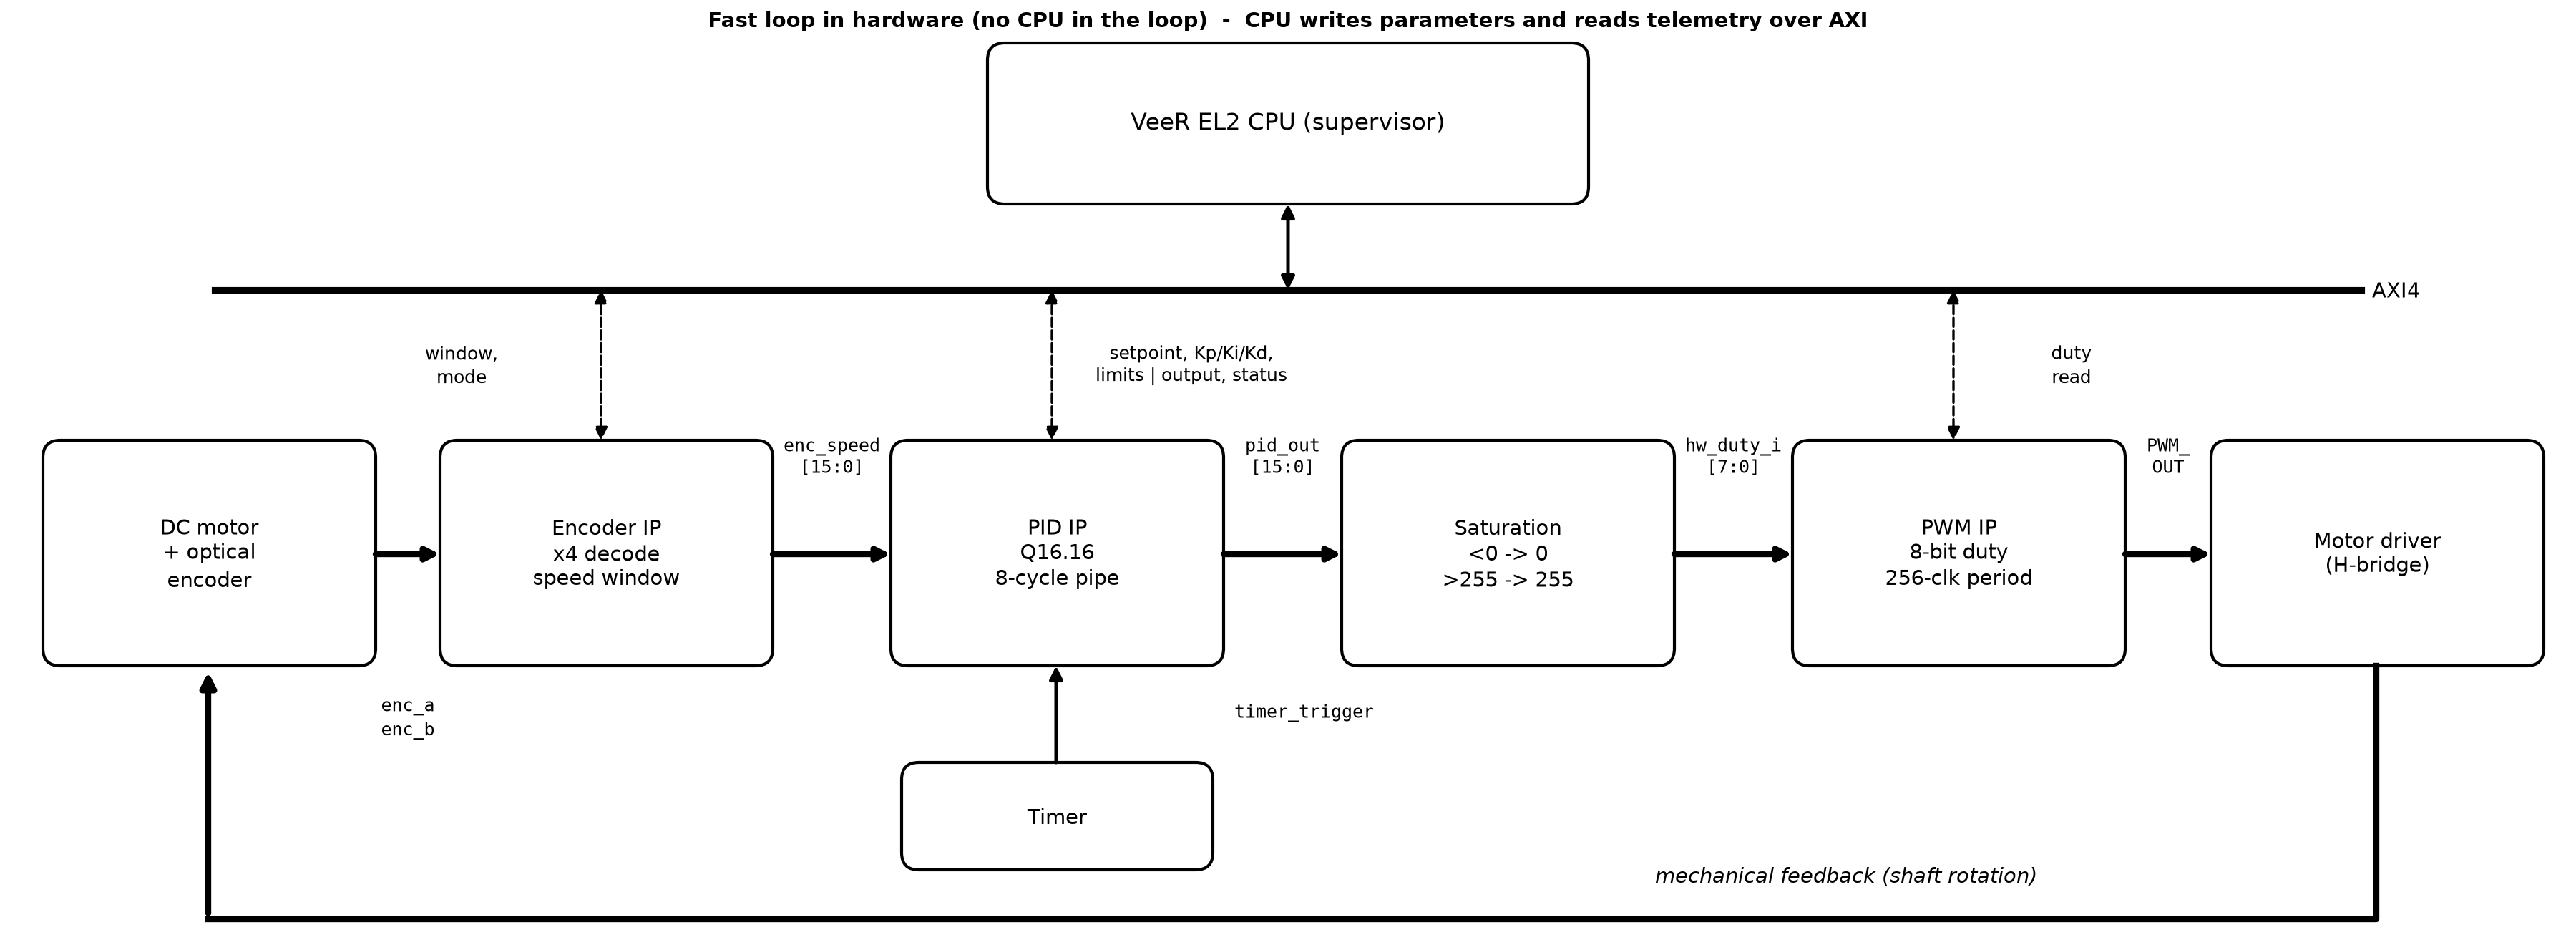 Fast loop in hardware (no CPU in the loop)  -  CPU writes parameters and reads telemetry over AXI
VeeR EL2 CPU (supervisor)
AXI4
window,
mode
setpoint, Kp/Ki/Kd,
limits | output, status
duty
read
enc_speed
[15:0]
pid_out
[15:0]
hw_duty_i
[7:0]
PWM_
OUT
DC motor
+ optical
encoder
Encoder IP
x4 decode
speed window
PID IP
Q16.16
8-cycle pipe
Saturation
<0 -> 0
>255 -> 255
PWM IP
8-bit duty
256-clk period
Motor driver
(H-bridge)
enc_a
enc_b
timer_trigger
Timer
mechanical feedback (shaft rotation)